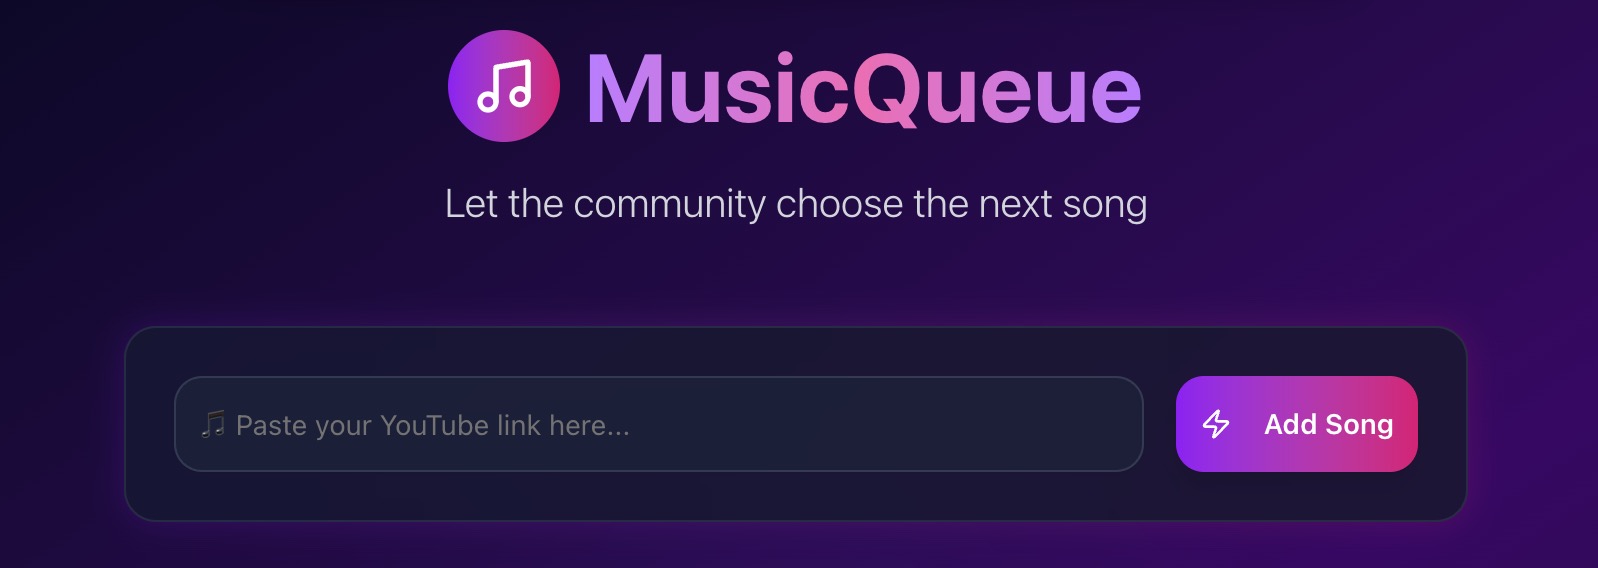 MusicQueue
Let the community choose the next song
🎵 Paste your YouTube link here...
Add Song